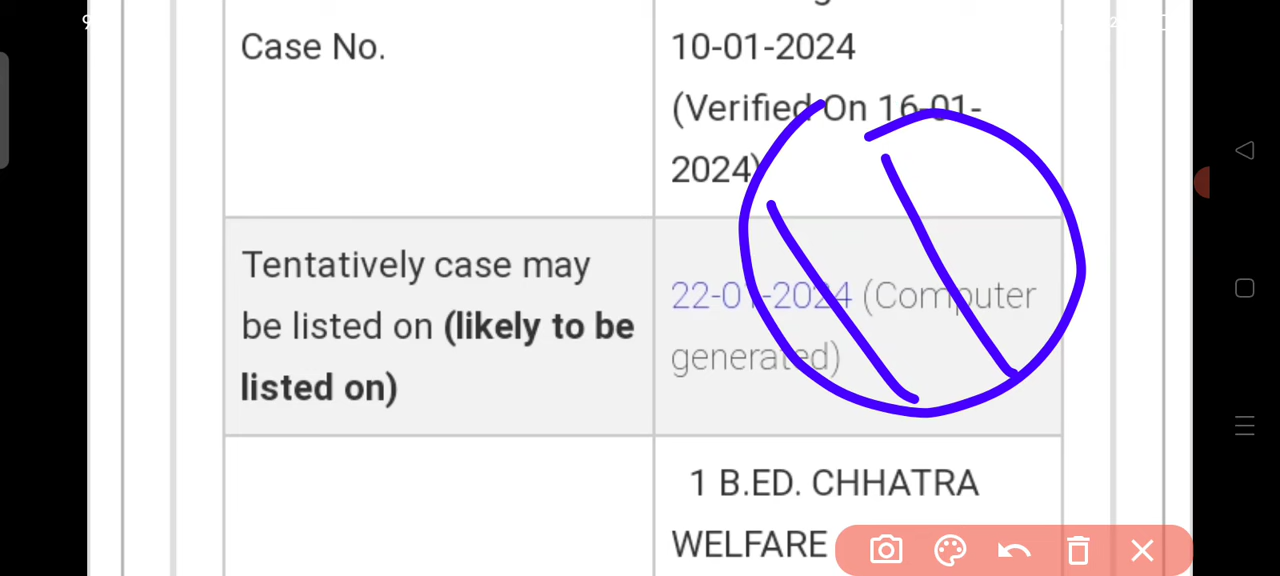 Case No.
10-01-2024
(Verified On 16-01-
2024)
Tentatively case may
be listed on (likely to be
listed on)
22-01-2024 (Computer
generated)
1 B.ED. CHHATRA
WELFARE